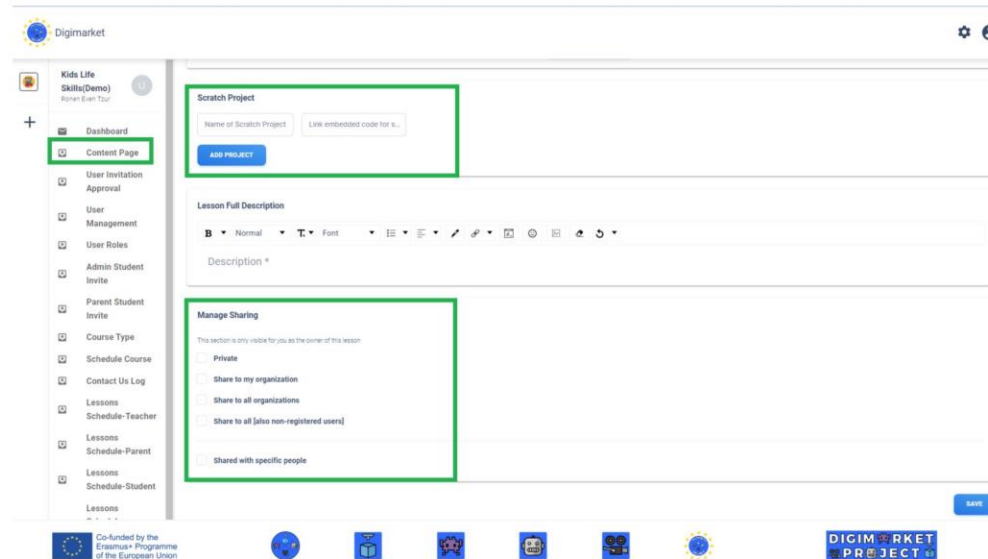 Digimarket
Kids Life
Skills(Demo)
U
Ronen Even Tzur
Dashboard
Content Page
User Invitation
Approval
User
Management
User Roles
Admin Student
Invite
Parent Student
Invite
Course Type
Schedule Course
Contact Us Log
Lessons
Schedule-Teacher
Lessons
Schedule-Parent
Lessons
Schedule-Student
Lessons
Scratch Project
Name of Scratch Project
Link embedded code for s...
ADD PROJECT
Lesson Full Description
B Normal T Font
Description *
Manage Sharing
This section is only visible for you as the owner of this lesson
Private
Share to my organization
Share to all organizations
Share to all [also non-registered users]
Shared with specific people
SAVE
Co-funded by the
Erasmus+ Programme
of the European Union
DIGIMARKET
PROJECT